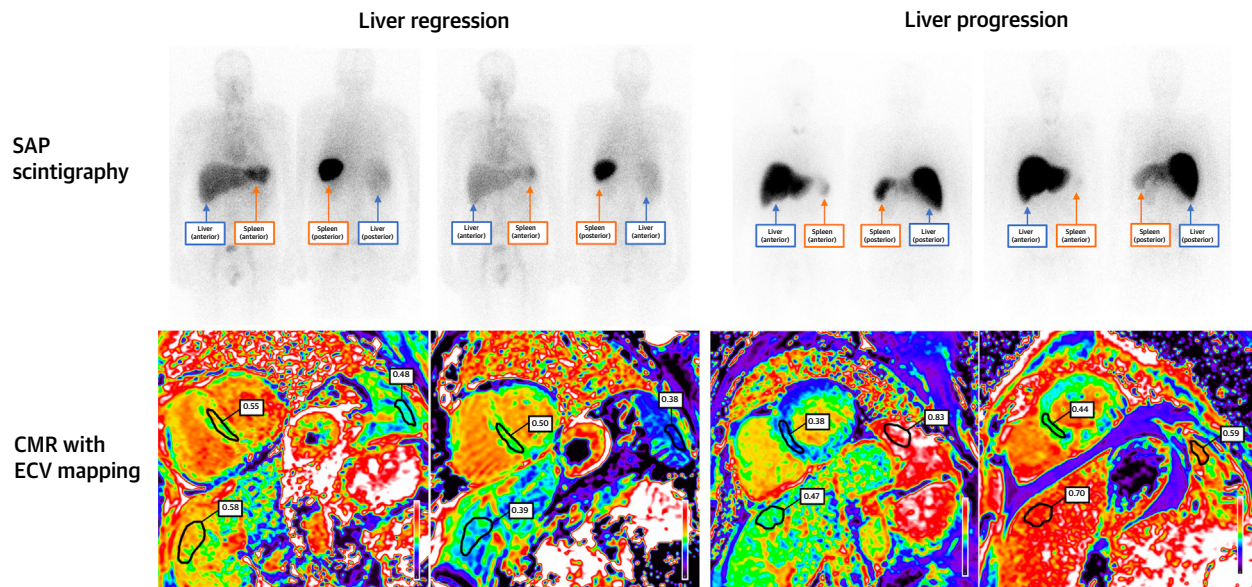 Liver regression
Liver progression
SAP
scintigraphy
Liver
(anterior)
Spleen
(anterior)
Spleen
(posterior)
Liver
(posterior)
Liver
(anterior)
Spleen
(anterior)
Spleen
(posterior)
Liver
(posterior)
Liver
(anterior)
Spleen
(anterior)
Spleen
(posterior)
Liver
(posterior)
Liver
(anterior)
Spleen
(anterior)
Spleen
(posterior)
Liver
(posterior)
CMR with
ECV mapping
0.55
0.48
0.58
0.50
0.38
0.39
0.38
0.83
0.47
0.44
0.59
0.70